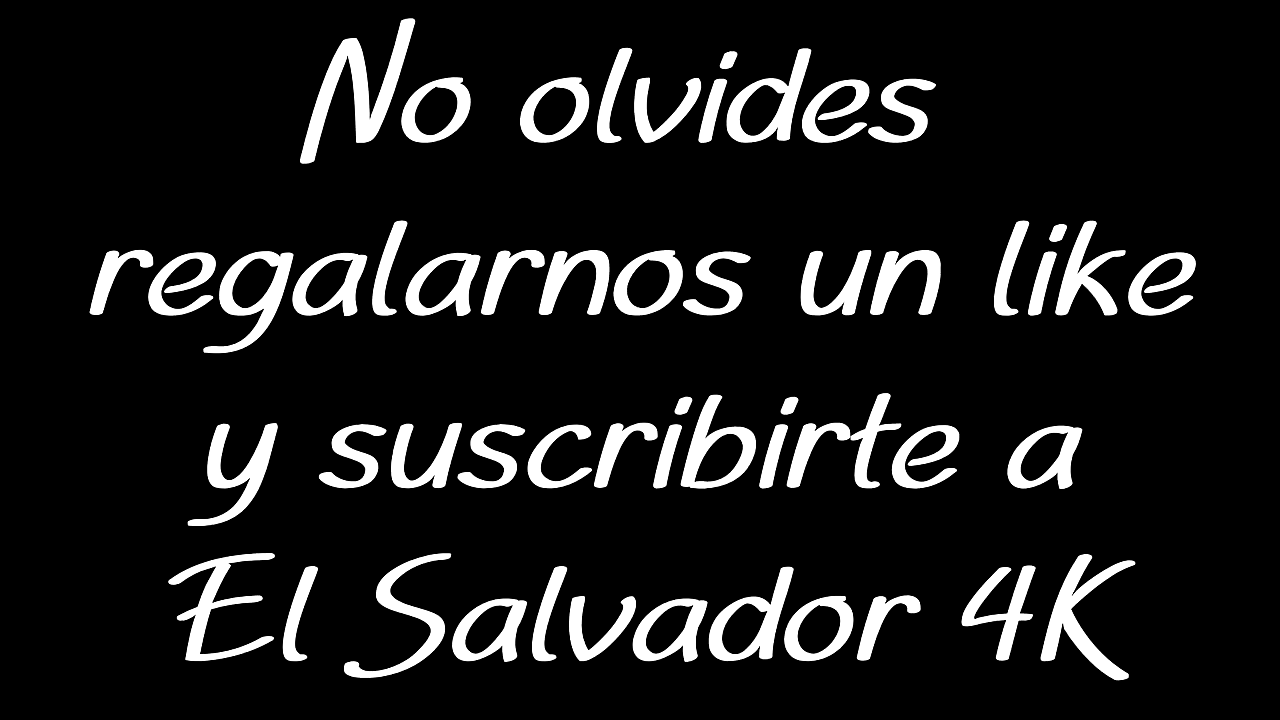 No olvides
regalarnos un like
y suscribirte a
El Salvador 4K